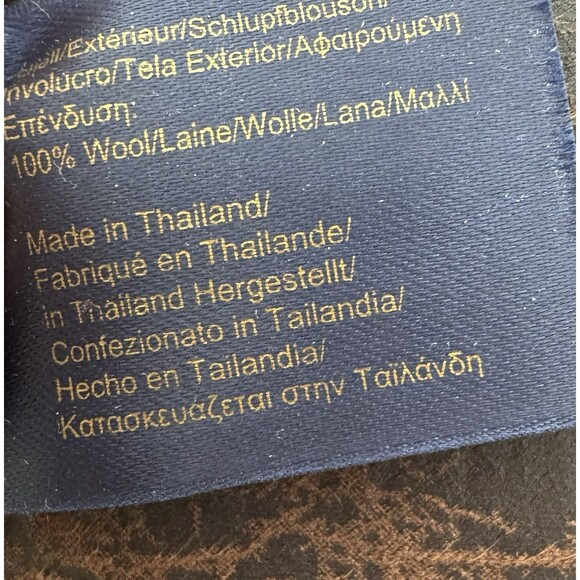 /Extérieur/Schlupfblouson/
Involucro/Tela Exterior/Αφαιρούμενη
Επένδυση:
100% Wool/Laine/Wolle/Lana/Μαλλί
Made in Thailand/
Fabriqué en Thailande/
in Thailand Hergestellt/
Confezionato in Tailandia/
Hecho en Tailandia/
Κατασκευάζεται στην Ταϊλάνδη